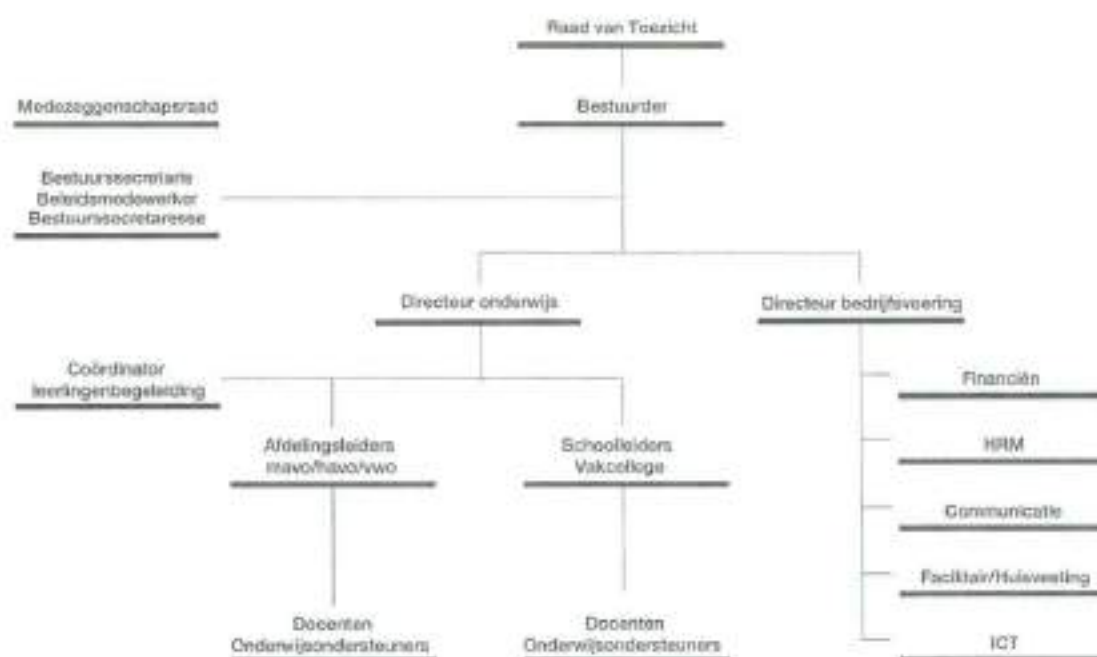 Raad van Toezicht
Medezeggenschapsraad
Bestuurder
Bestuurssecretaris
Beleidsmedewerker
Bestuurssecretaresse
Directeur onderwijs
Directeur bedrijfsvoering
Coördinator
leerlingenbegeleiding
Financiën
Afdelingsleiders
mavo/havo/vwo
Schoolleiders
Vakcollege
HRM
Communicatie
Facilitair/Huisvesting
Docenten
Onderwijsondersteuners
Docenten
Onderwijsondersteuners
ICT